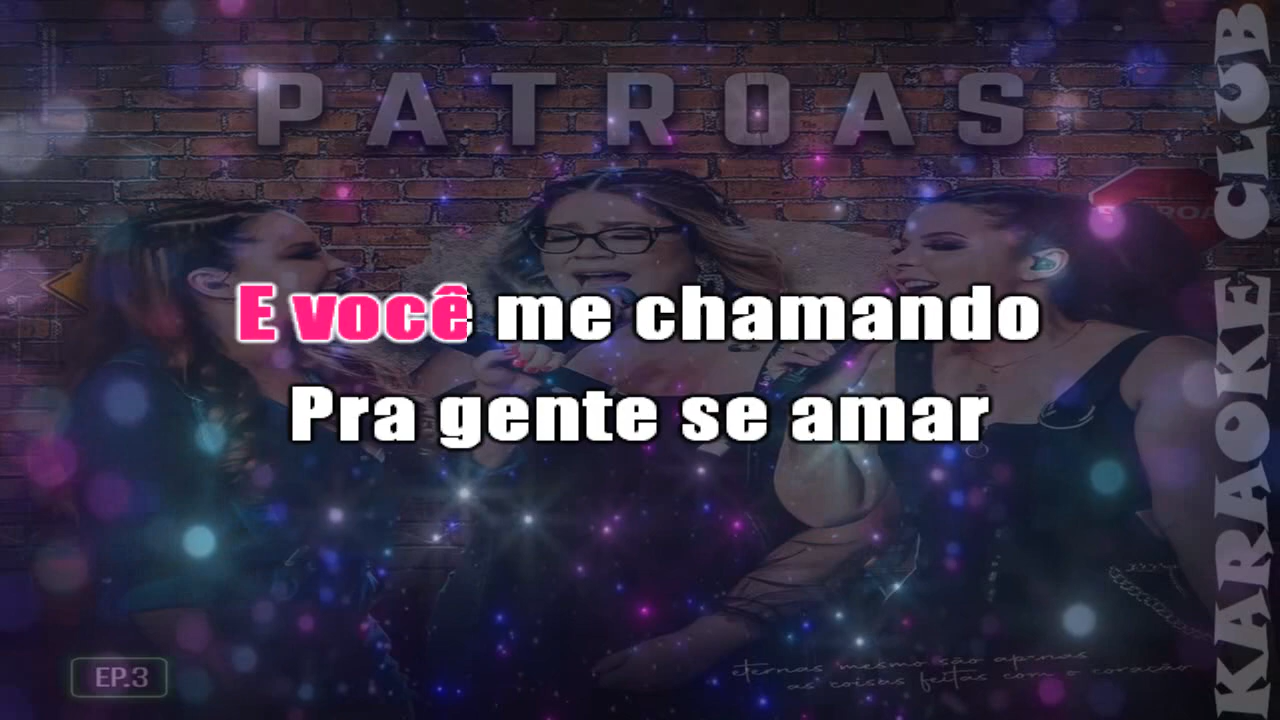 PATROAS
KARAOKE CLUB
E você me chamando
Pra gente se amar
EP.3
eternas mesmo são apenas
as coisas feitas com o coração